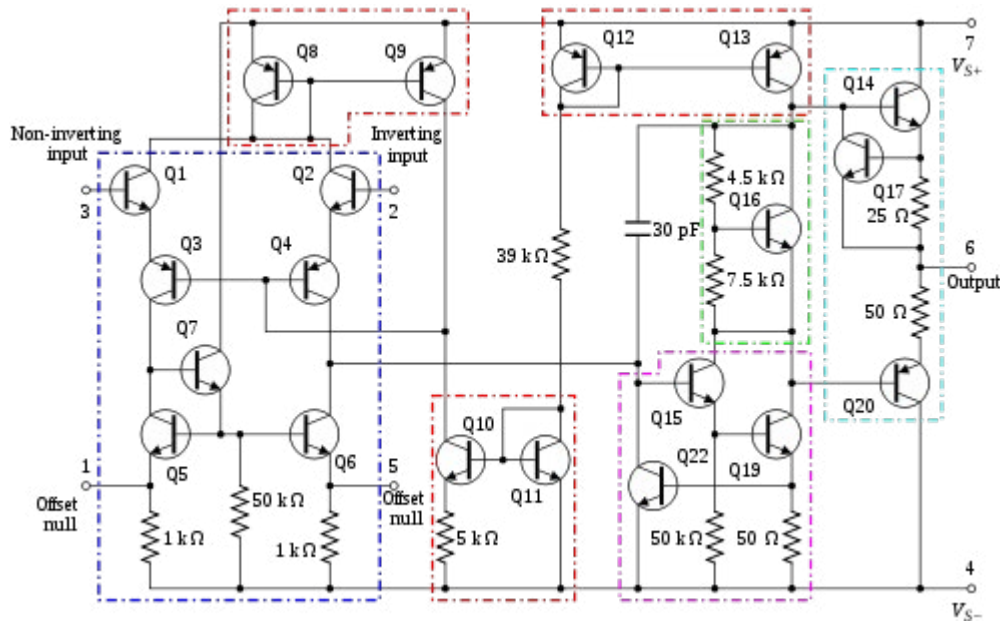 Q8
Q9
Q12
Q13
7
V_S+
Q14
Non-inverting
input
Inverting
input
Q1
Q2
3
2
4.5 kΩ
Q16
Q17
25 Ω
Q3
Q4
30 pF
39 kΩ
7.5 kΩ
6
Output
50 Ω
Q7
Q15
Q20
1
Q5
Q6
5
Q10
Q11
Q22
Q19
Offset
null
50 kΩ
Offset
null
1 kΩ
1 kΩ
5 kΩ
50 kΩ
50 Ω
4
V_S−